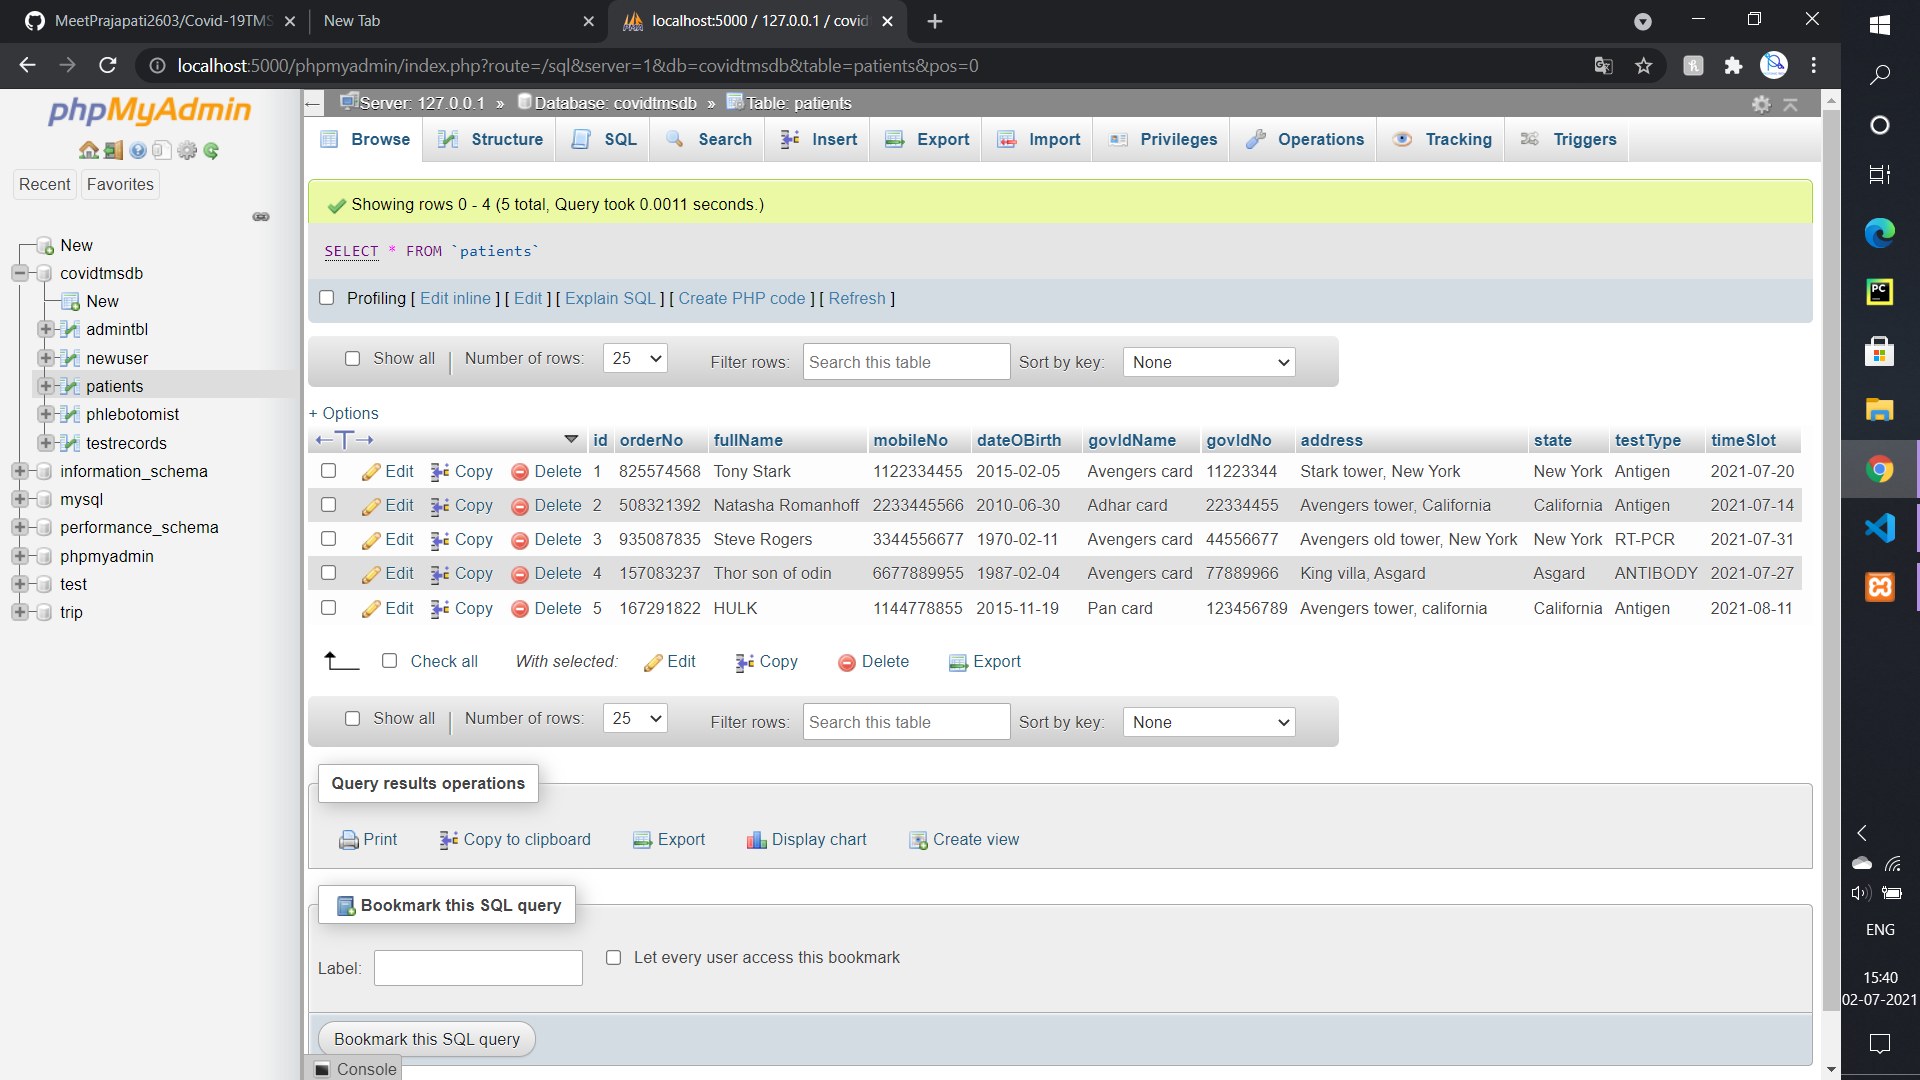 MeetPrajapati2603/Covid-19TMS
New Tab
localhost:5000 / 127.0.0.1 / covid
localhost:5000/phpmyadmin/index.php?route=/sql&server=1&db=covidtmsdb&table=patients&pos=0
phpMyAdmin
Recent Favorites
New
covidtmsdb
New
admintbl
newuser
patients
phlebotomist
testrecords
information_schema
mysql
performance_schema
phpmyadmin
test
trip
Server: 127.0.0.1 » Database: covidtmsdb » Table: patients
Browse Structure SQL Search Insert Export Import Privileges Operations Tracking Triggers
Showing rows 0 - 4 (5 total, Query took 0.0011 seconds.)
SELECT * FROM `patients`
Profiling [ Edit inline ] [ Edit ] [ Explain SQL ] [ Create PHP code ] [ Refresh ]
Show all | Number of rows: 25 Filter rows: Search this table Sort by key: None
+ Options
id orderNo fullName mobileNo dateOBirth govIdName govIdNo address state testType timeSlot
Edit Copy Delete 1 825574568 Tony Stark 1122334455 2015-02-05 Avengers card 11223344 Stark tower, New York New York Antigen 2021-07-20
Edit Copy Delete 2 508321392 Natasha Romanhoff 2233445566 2010-06-30 Adhar card 22334455 Avengers tower, California California Antigen 2021-07-14
Edit Copy Delete 3 935087835 Steve Rogers 3344556677 1970-02-11 Avengers card 44556677 Avengers old tower, New York New York RT-PCR 2021-07-31
Edit Copy Delete 4 157083237 Thor son of odin 6677889955 1987-02-04 Avengers card 77889966 King villa, Asgard Asgard ANTIBODY 2021-07-27
Edit Copy Delete 5 167291822 HULK 1144778855 2015-11-19 Pan card 123456789 Avengers tower, california California Antigen 2021-08-11
Check all With selected: Edit Copy Delete Export
Show all | Number of rows: 25 Filter rows: Search this table Sort by key: None
Query results operations
Print Copy to clipboard Export Display chart Create view
Bookmark this SQL query
Label: Let every user access this bookmark
Bookmark this SQL query
Console
PC
ENG
15:40
02-07-2021